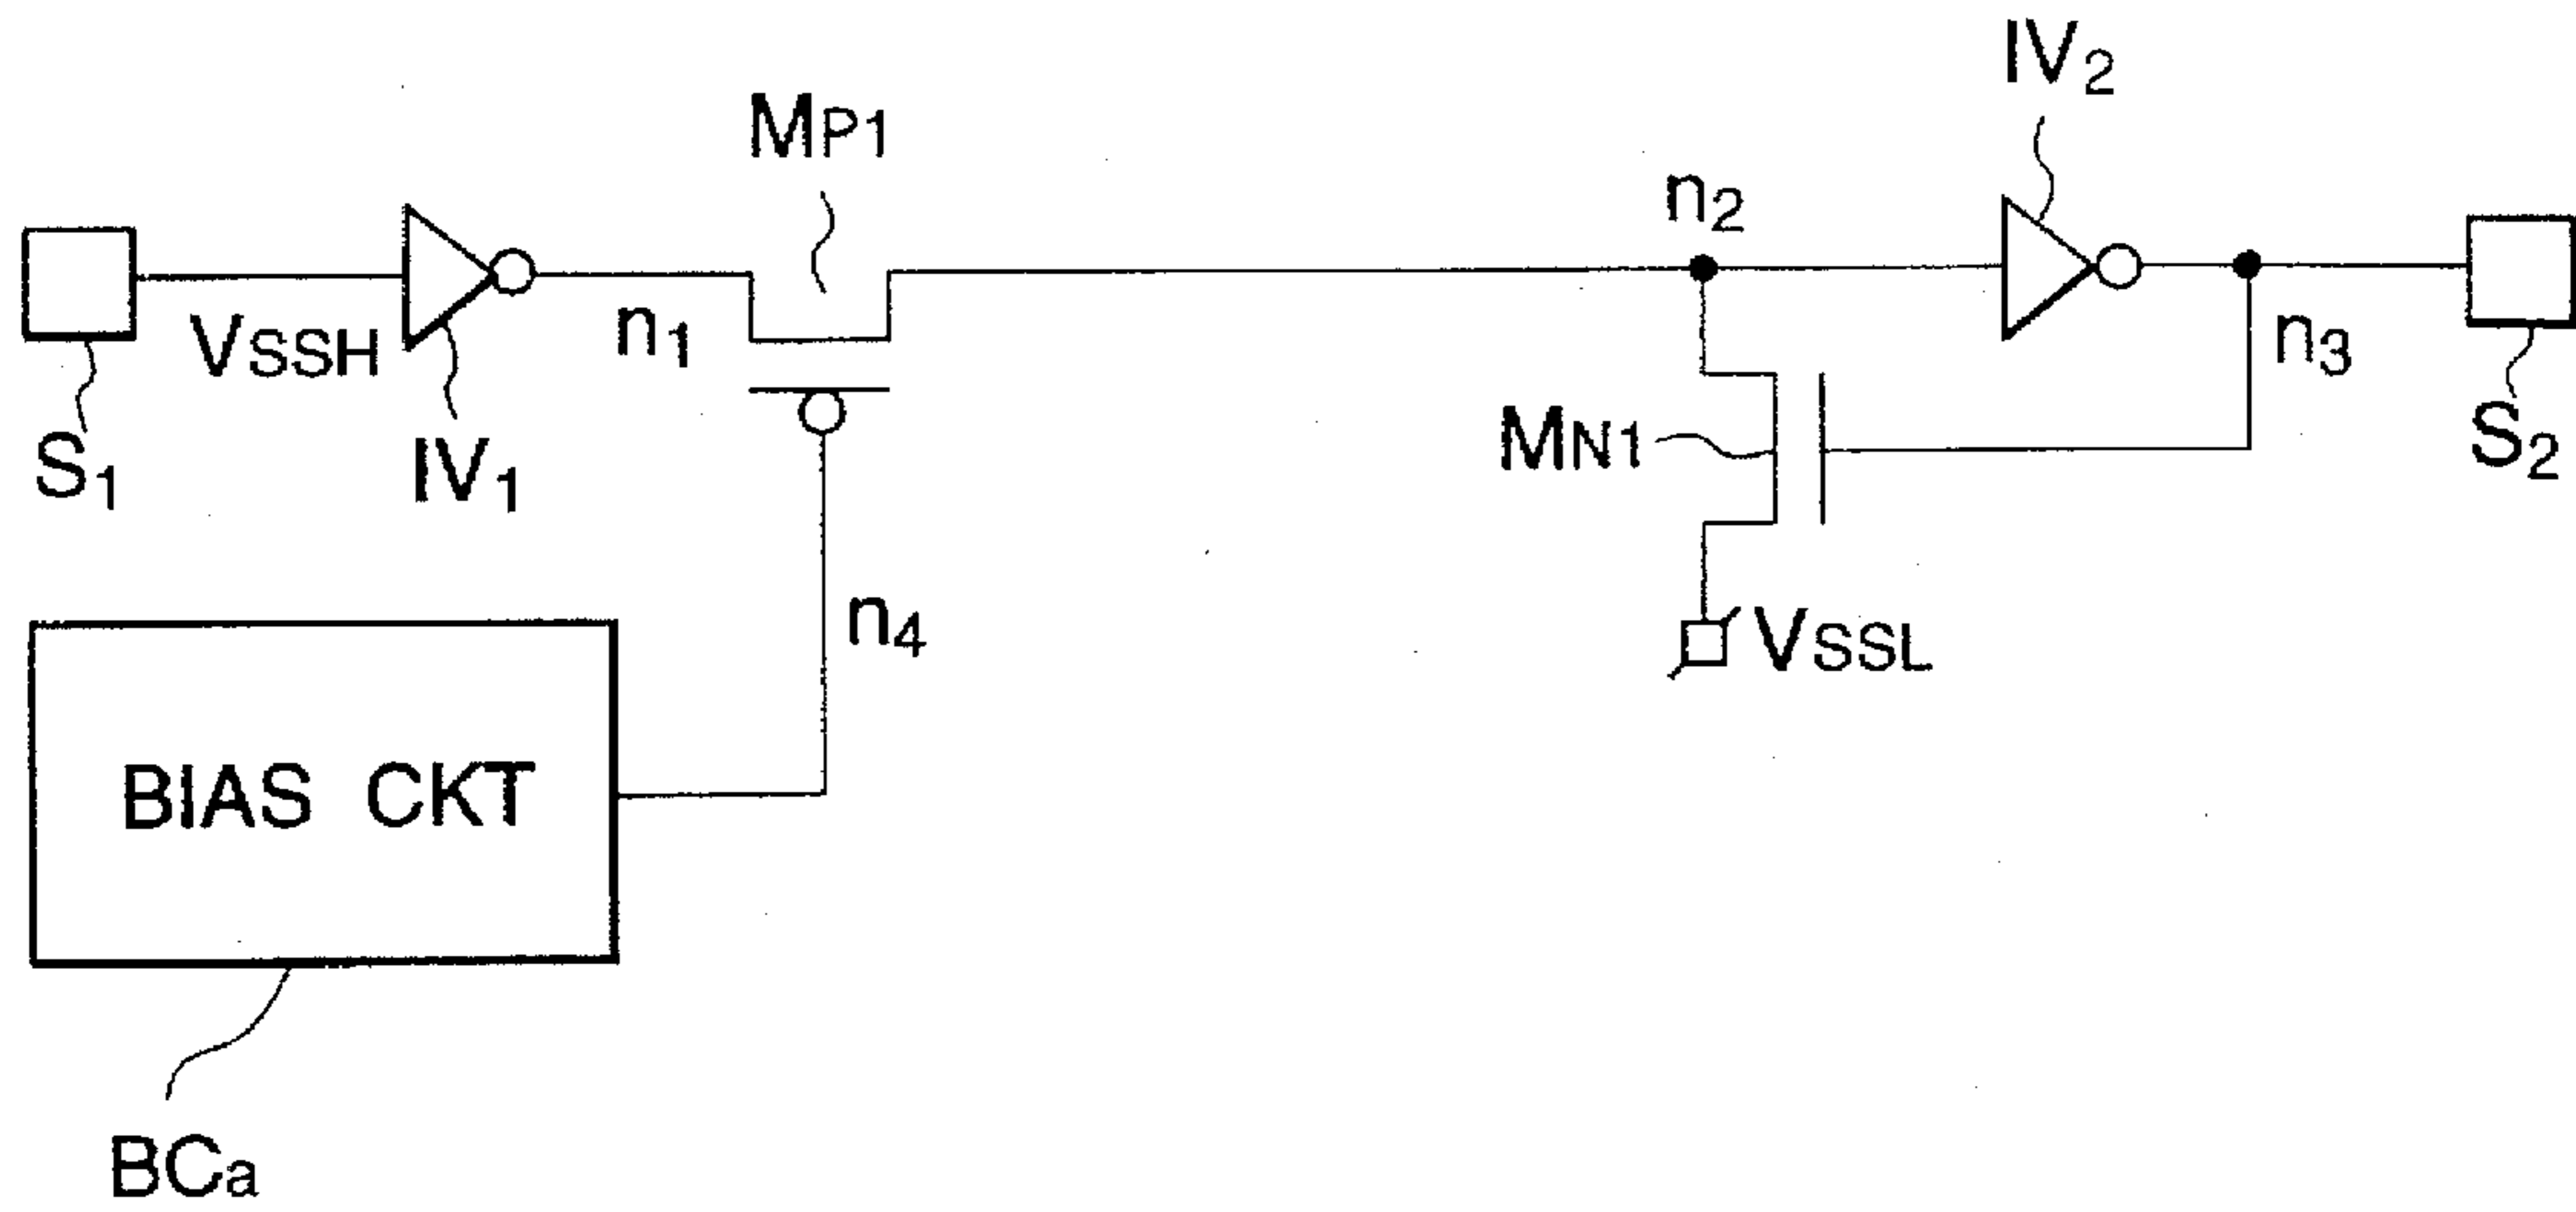 IV2
MP1
n2
VSSH
n1
n3
S1
IV1
MN1
S2
n4
VSSL
BIAS CKT
BCa